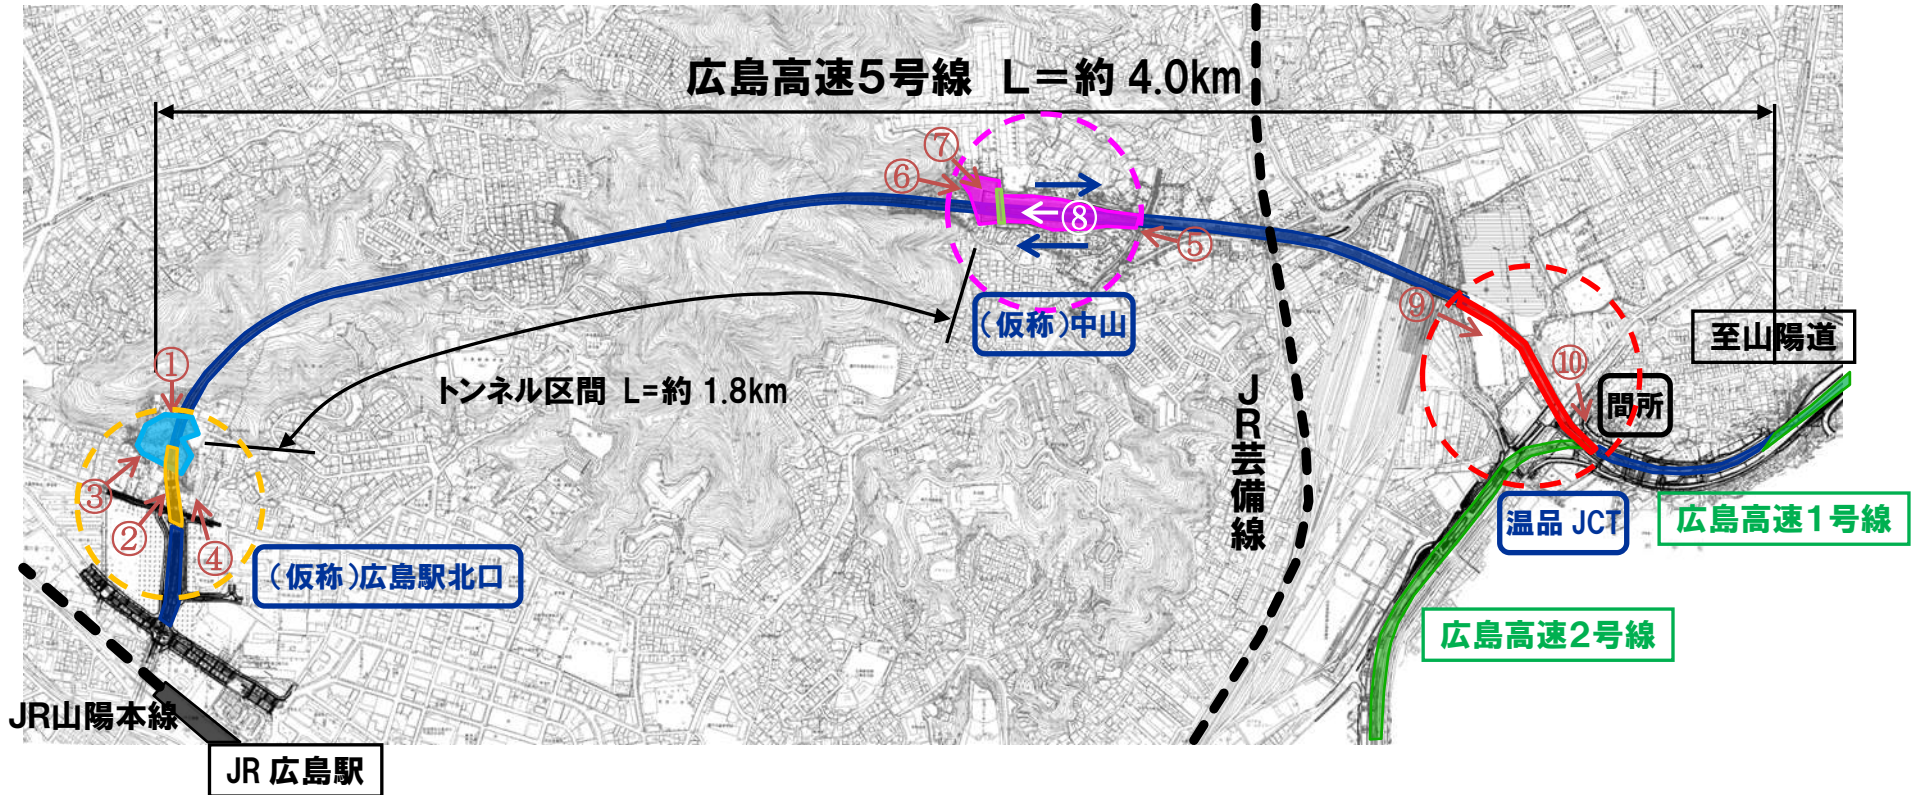 広島高速5号線 L=約 4.0km
⑦
⑥
⑧
⑤
(仮称)中山
⑨
至山陽道
①
トンネル区間 L=約 1.8km
⑩
間所
JR芸備線
③
②
④
温品 JCT
広島高速1号線
(仮称)広島駅北口
広島高速2号線
JR山陽本線
JR 広島駅